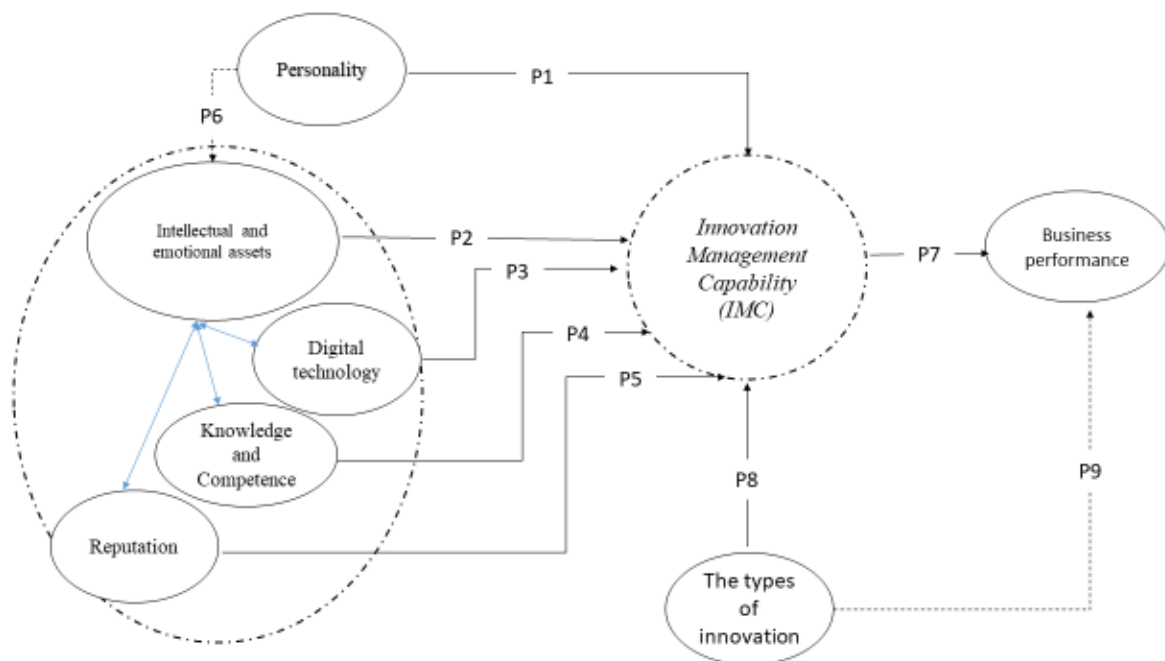 Personality
P1
P6
Intellectual and
emotional assets
P2
P3
Digital
technology
P4
P5
Knowledge
and
Competence
Reputation
Innovation
Management
Capability
(IMC)
P7
Business
performance
P8
P9
The types
of
innovation